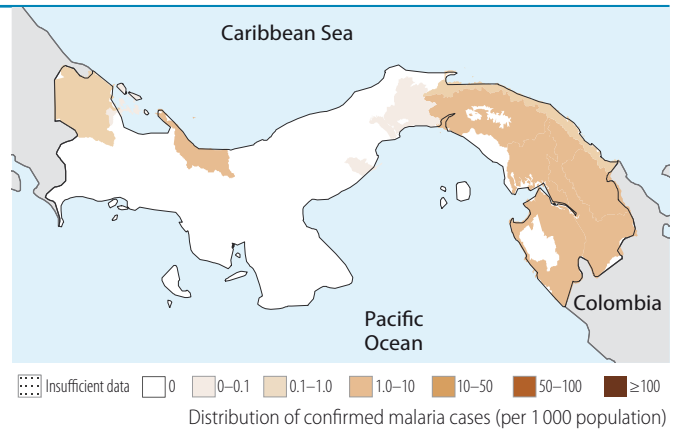 Caribbean Sea
Colombia
Pacific
Ocean
Insufficient data 0 0–0.1 0.1–1.0 1.0–10 10–50 50–100 ≥100
Distribution of confirmed malaria cases (per 1 000 population)